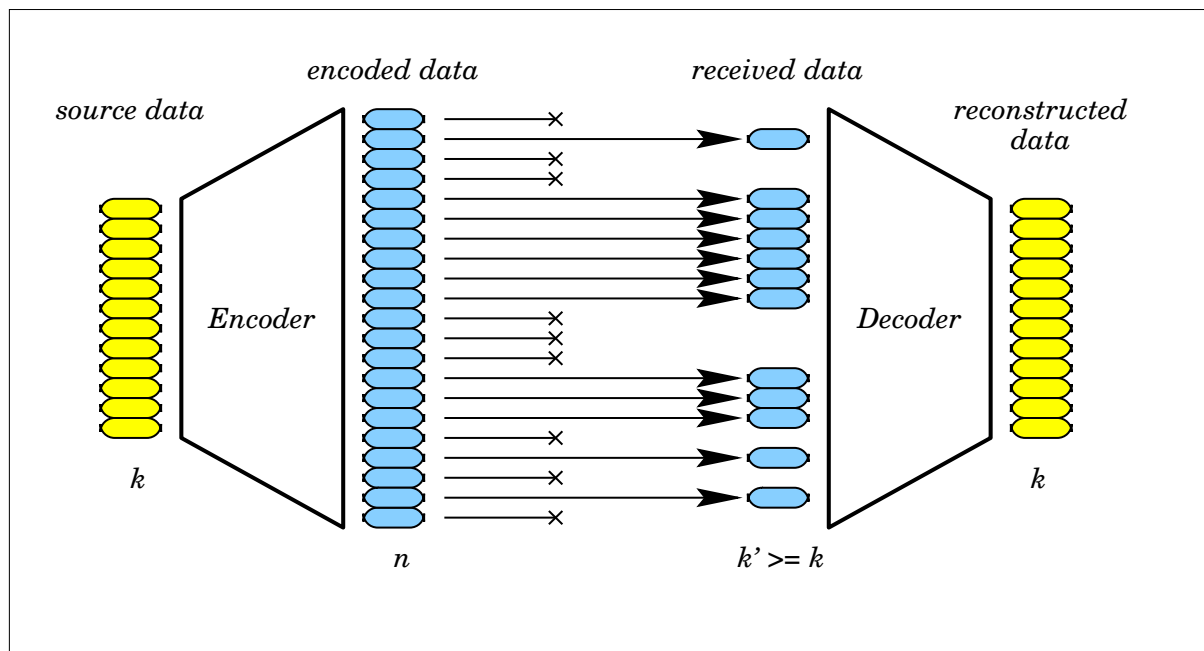 encoded data
received data
source data
reconstructed
data
Encoder
Decoder
k
k
n
k’ >= k